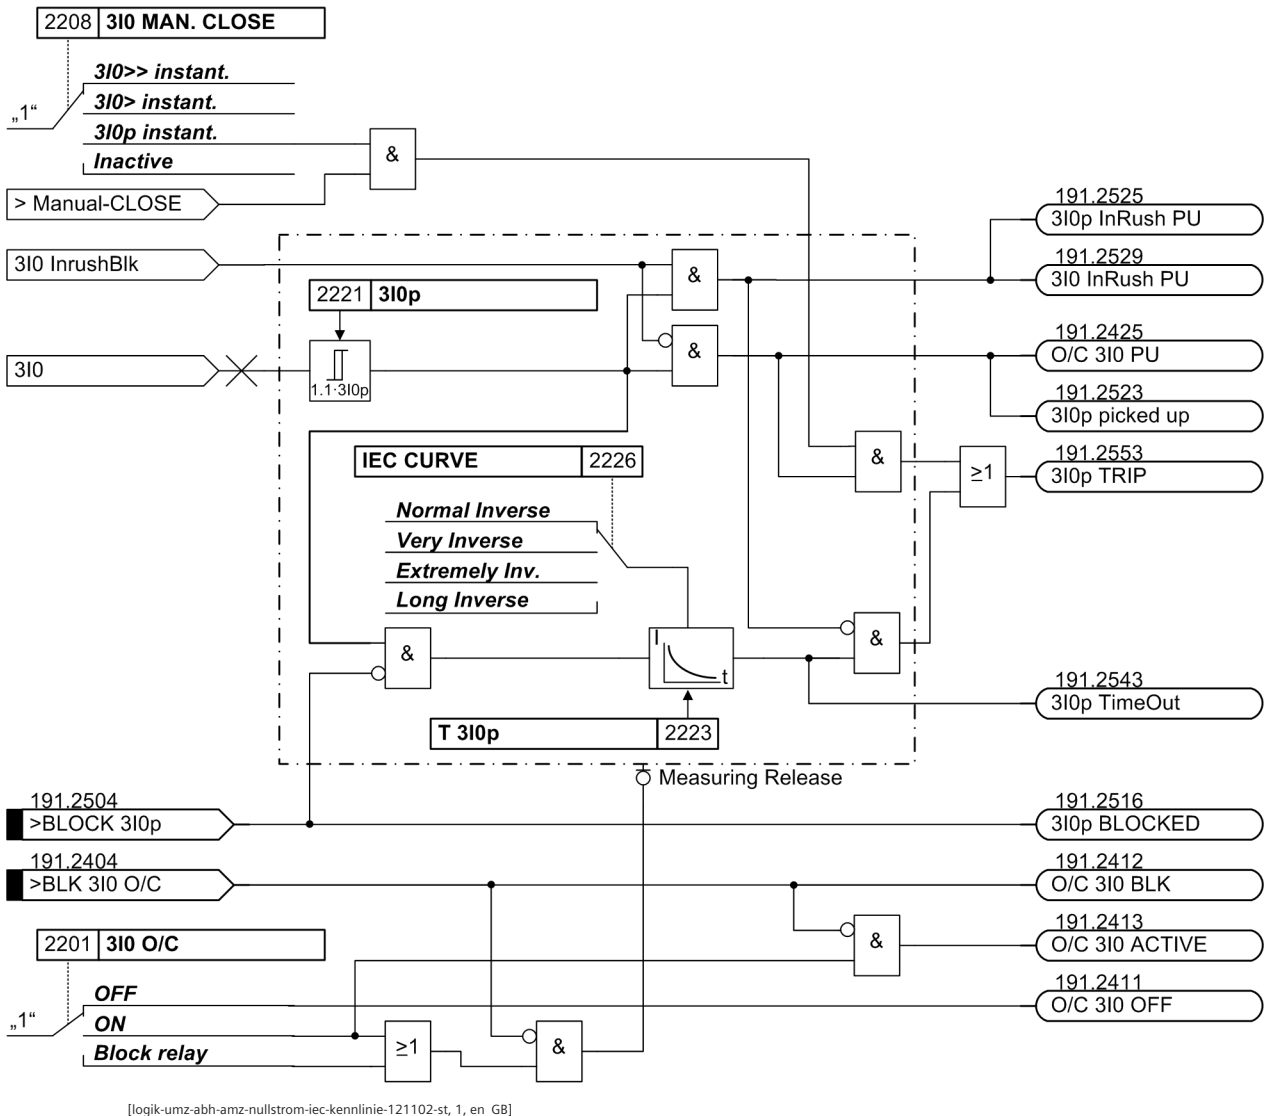 2208 3I0 MAN. CLOSE
3I0>> instant.
3I0> instant.
„1“
3I0p instant.
Inactive
&
> Manual-CLOSE
191.2525
3I0p InRush PU
3I0 InrushBlk
&
191.2529
3I0 InRush PU
2221 3I0p
191.2425
O/C 3I0 PU
&
3I0
1.1·3I0p
191.2523
3I0p picked up
IEC CURVE 2226
&
≥1
191.2553
3I0p TRIP
Normal Inverse
Very Inverse
Extremely Inv.
Long Inverse
&
I
t
&
191.2543
3I0p TimeOut
T 3I0p 2223
Measuring Release
191.2504
>BLOCK 3I0p
191.2516
3I0p BLOCKED
191.2404
>BLK 3I0 O/C
191.2412
O/C 3I0 BLK
2201 3I0 O/C
&
191.2413
O/C 3I0 ACTIVE
OFF
191.2411
O/C 3I0 OFF
„1“
ON
Block relay
≥1
&
[logik-umz-abh-amz-nullstrom-iec-kennlinie-121102-st, 1, en_GB]